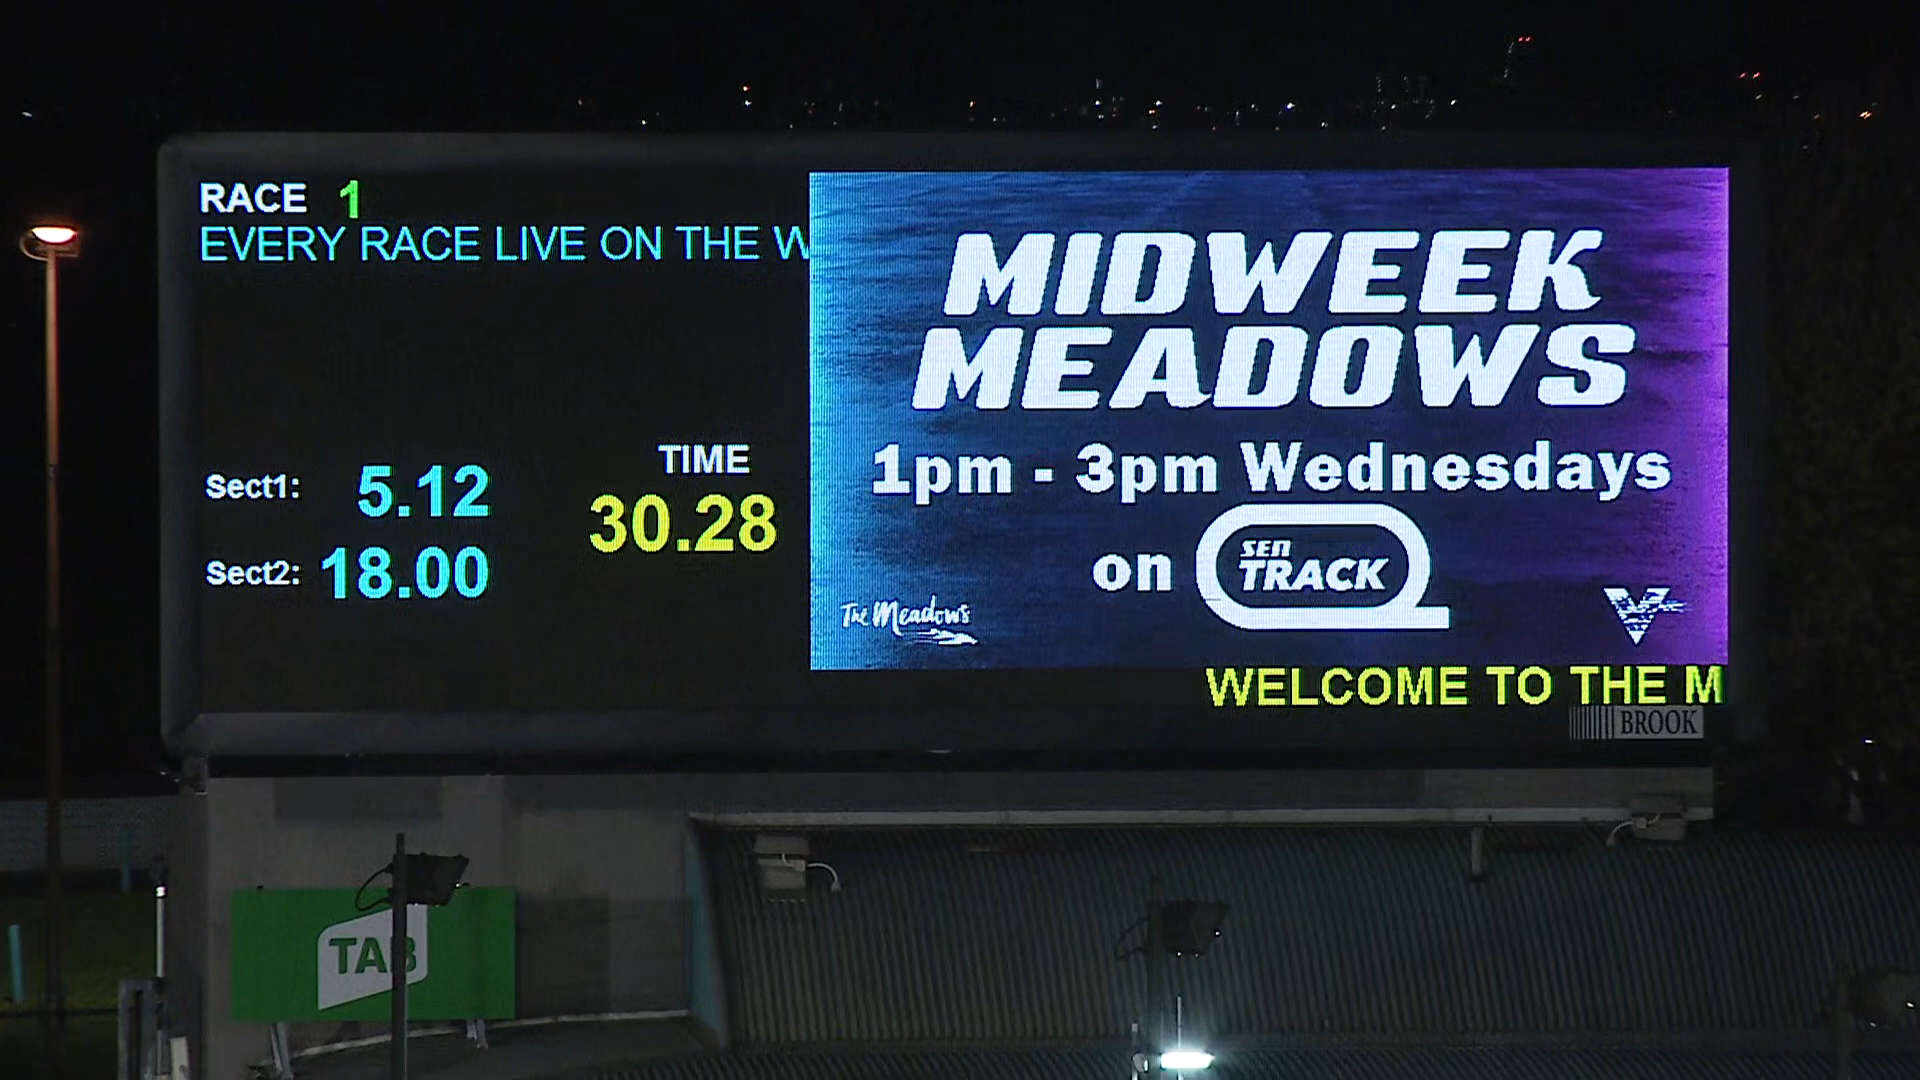 RACE 1
EVERY RACE LIVE ON THE W
Sect1: 5.12
Sect2: 18.00
TIME
30.28
MIDWEEK
MEADOWS
1pm - 3pm Wednesdays
on SEN TRACK
The Meadows
V
WELCOME TO THE M
BROOK
TAB